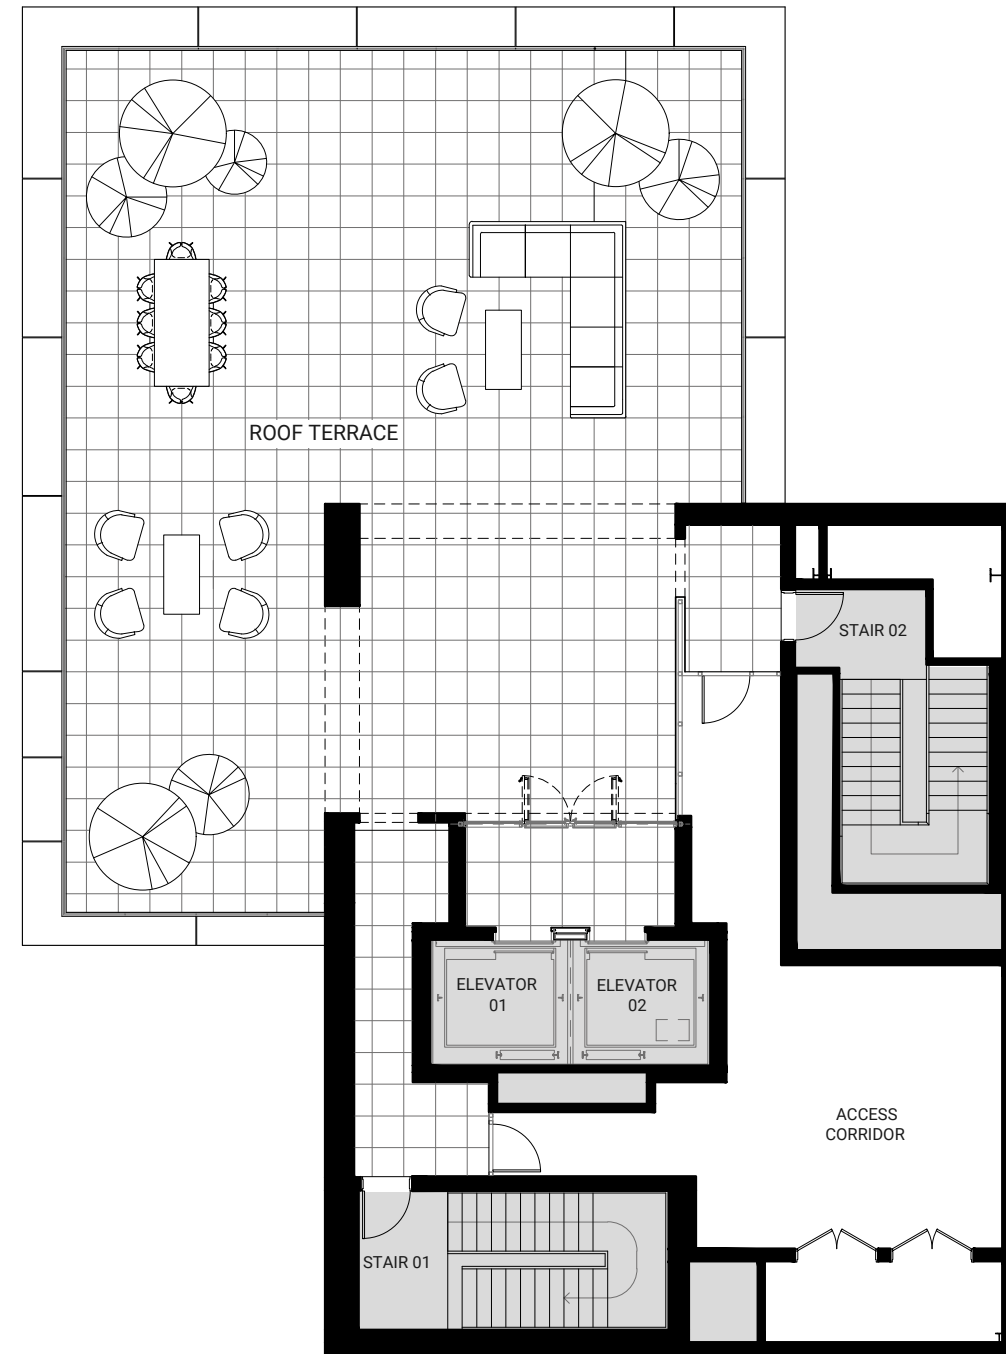 ROOF TERRACE
STAIR 02
ELEVATOR
01
ELEVATOR
02
ACCESS
CORRIDOR
STAIR 01